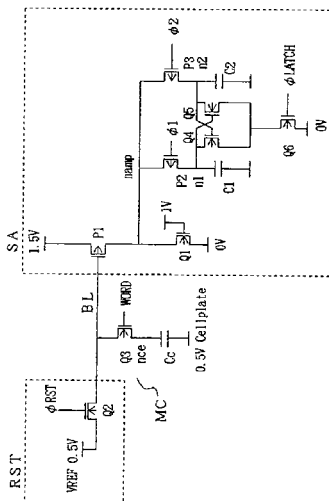 RST
φRST
VREF 0.5V
Q2
BL
WORD
Q3
nce
Cc
0.5V Cellplate
MC
SA
1.5V
P1
namp
1V
Q1
0V
φ1
P2
n1
C1
φ2
P3
n2
C2
Q4
Q5
φLATCH
Q6
0V